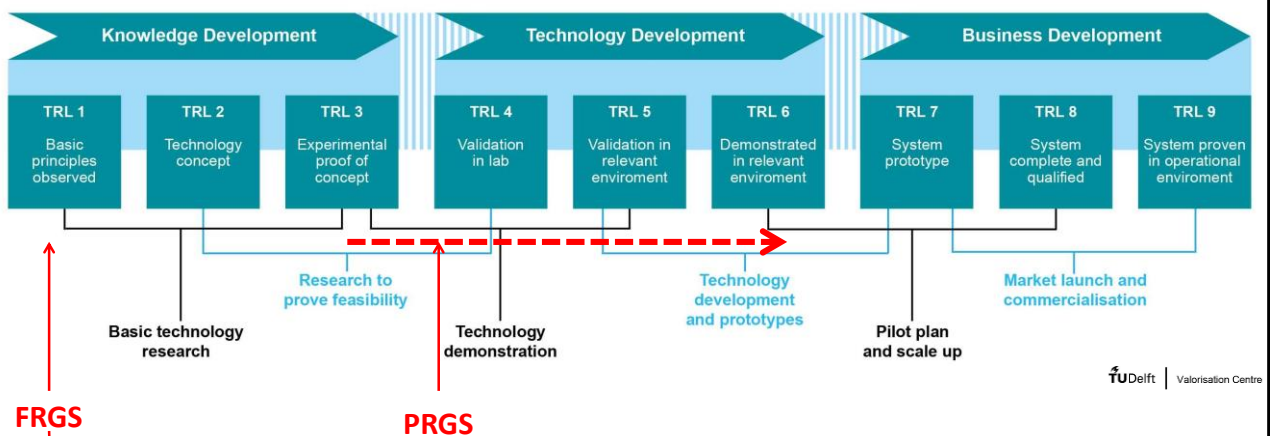 Knowledge Development
Technology Development
Business Development
TRL 1
Basic
principles
observed
TRL 2
Technology
concept
TRL 3
Experimental
proof of
concept
TRL 4
Validation
in lab
TRL 5
Validation in
relevant
enviroment
TRL 6
Demonstrated
in relevant
enviroment
TRL 7
System
prototype
TRL 8
System
complete and
qualified
TRL 9
System proven
in operational
enviroment
Research to
prove feasibility
Technology
development
and prototypes
Market launch and
commercialisation
Basic technology
research
Technology
demonstration
Pilot plan
and scale up
TUDelft | Valorisation Centre
FRGS
PRGS